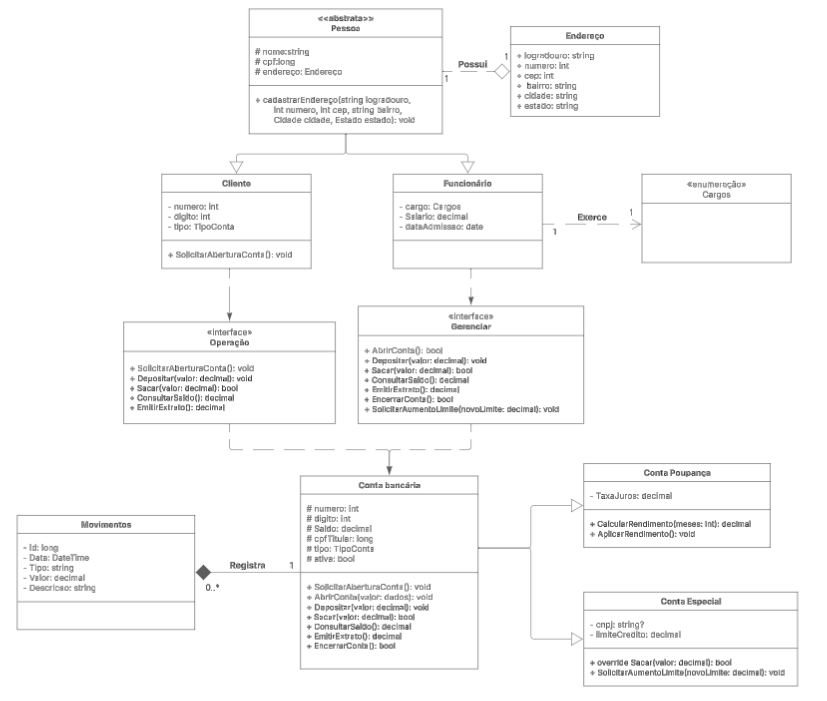 <<abstrata>>
Pessoa
# nome:string
# cpf:long
# endereço: Endereço
+ cadastrarEndereço(string logradouro,
int numero, int cep, string bairro,
Cidade cidade, Estado estado): void
Possui
1
1
Endereço
+ logradouro: string
+ numero: int
+ cep: int
+ bairro: string
+ cidade: string
+ estado: string
Cliente
- numero: int
- digito: int
- tipo: TipoConta
+ SolicitarAberturaConta(): void
Funcionário
- cargo: Cargos
- Salario: decimal
- dataAdmissao: date
Exerce
1
1
«enumeração»
Cargos
«interface»
Operação
+ SolicitarAberturaConta(): void
+ Depositar(valor: decimal): void
+ Sacar(valor: decimal): bool
+ ConsultarSaldo(): decimal
+ EmitirExtrato(): decimal
«interface»
Gerenciar
+ AbrirConta(): bool
+ Depositar(valor: decimal): void
+ Sacar(valor: decimal): bool
+ ConsultarSaldo(): decimal
+ EmitirExtrato(): decimal
+ EncerrarConta(): bool
+ SolicitarAumentoLimite(novoLimite: decimal): void
Movimentos
- Id: long
- Data: DateTime
- Tipo: string
- Valor: decimal
- Descricao: string
Registra
0..*
1
Conta bancária
# numero: int
# digito: int
# Saldo: decimal
# cpfTitular: long
# tipo: TipoConta
# ativa: bool
+ SolicitarAberturaConta(): void
+ AbrirConta(valor: dados): void
+ Depositar(valor: decimal): void
+ Sacar(valor: decimal): bool
+ ConsultarSaldo(): decimal
+ EmitirExtrato(): decimal
+ EncerrarConta(): bool
Conta Poupança
- TaxaJuros: decimal
+ CalcularRendimento(meses: int): decimal
+ AplicarRendimento(): void
Conta Especial
- cnpj: string?
- limiteCredito: decimal
+ override Sacar(valor: decimal): bool
+ SolicitarAumentoLimite(novoLimite: decimal): void